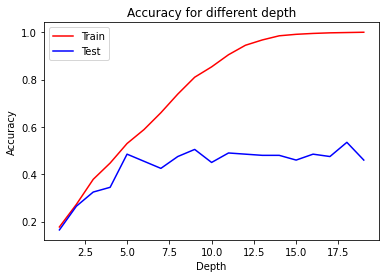 Accuracy for different depth
Train
Test
Accuracy
1.0
0.8
0.6
0.4
0.2
2.5 5.0 7.5 10.0 12.5 15.0 17.5
Depth